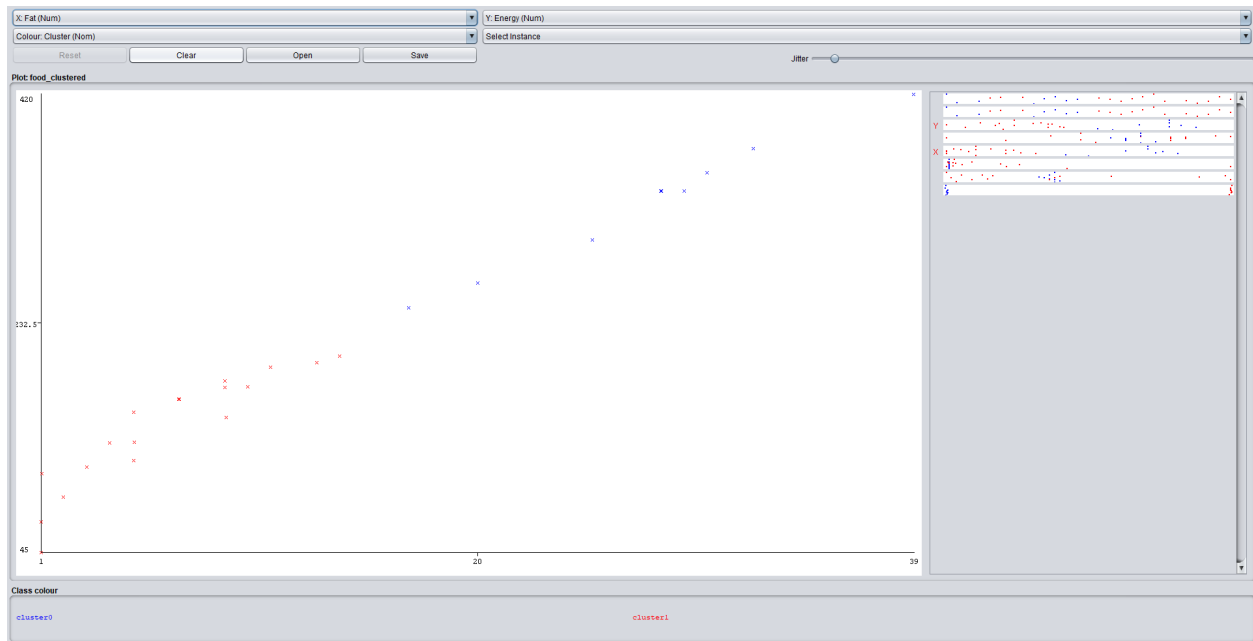 X: Fat (Num)
Y: Energy (Num)
Colour: Cluster (Nom)
Select Instance
Reset
Clear
Open
Save
Jitter
Plot: food_clustered
420
232.5
45
1
20
39
Y
X
Class colour
cluster0
cluster1